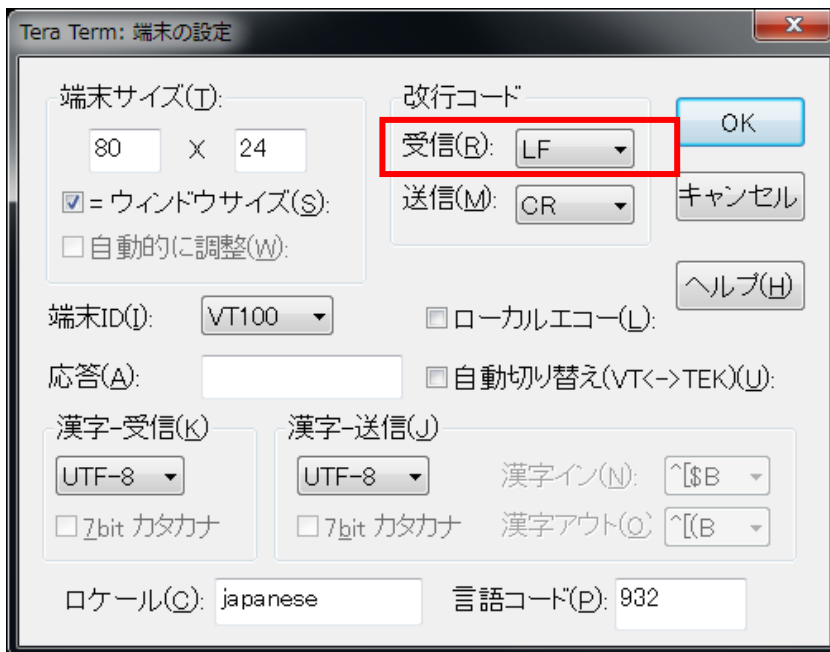 Tera Term: 端末の設定
端末サイズ(T):
80 X 24
= ウィンドウサイズ(S):
自動的に調整(W):
改行コード
受信(R): LF
送信(M): CR
OK
キャンセル
ヘルプ(H)
端末ID(I): VT100
ローカルエコー(L):
応答(A):
自動切り替え(VT<->TEK)(U):
漢字-受信(K)
UTF-8
7bit カタカナ
漢字-送信(J)
UTF-8
7bit カタカナ
漢字イン(N): ^[$B
漢字アウト(O) ^[(B
ロケール(C): japanese
言語コード(P): 932